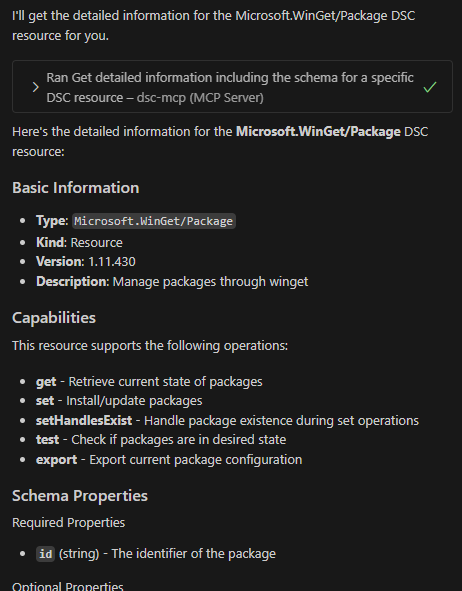 I'll get the detailed information for the Microsoft.WinGet/Package DSC
resource for you.
Ran Get detailed information including the schema for a specific
DSC resource – dsc-mcp (MCP Server)
Here's the detailed information for the Microsoft.WinGet/Package DSC
resource:
Basic Information
• Type: Microsoft.WinGet/Package
• Kind: Resource
• Version: 1.11.430
• Description: Manage packages through winget
Capabilities
This resource supports the following operations:
• get - Retrieve current state of packages
• set - Install/update packages
• setHandlesExist - Handle package existence during set operations
• test - Check if packages are in desired state
• export - Export current package configuration
Schema Properties
Required Properties
• id (string) - The identifier of the package
Optional Properties